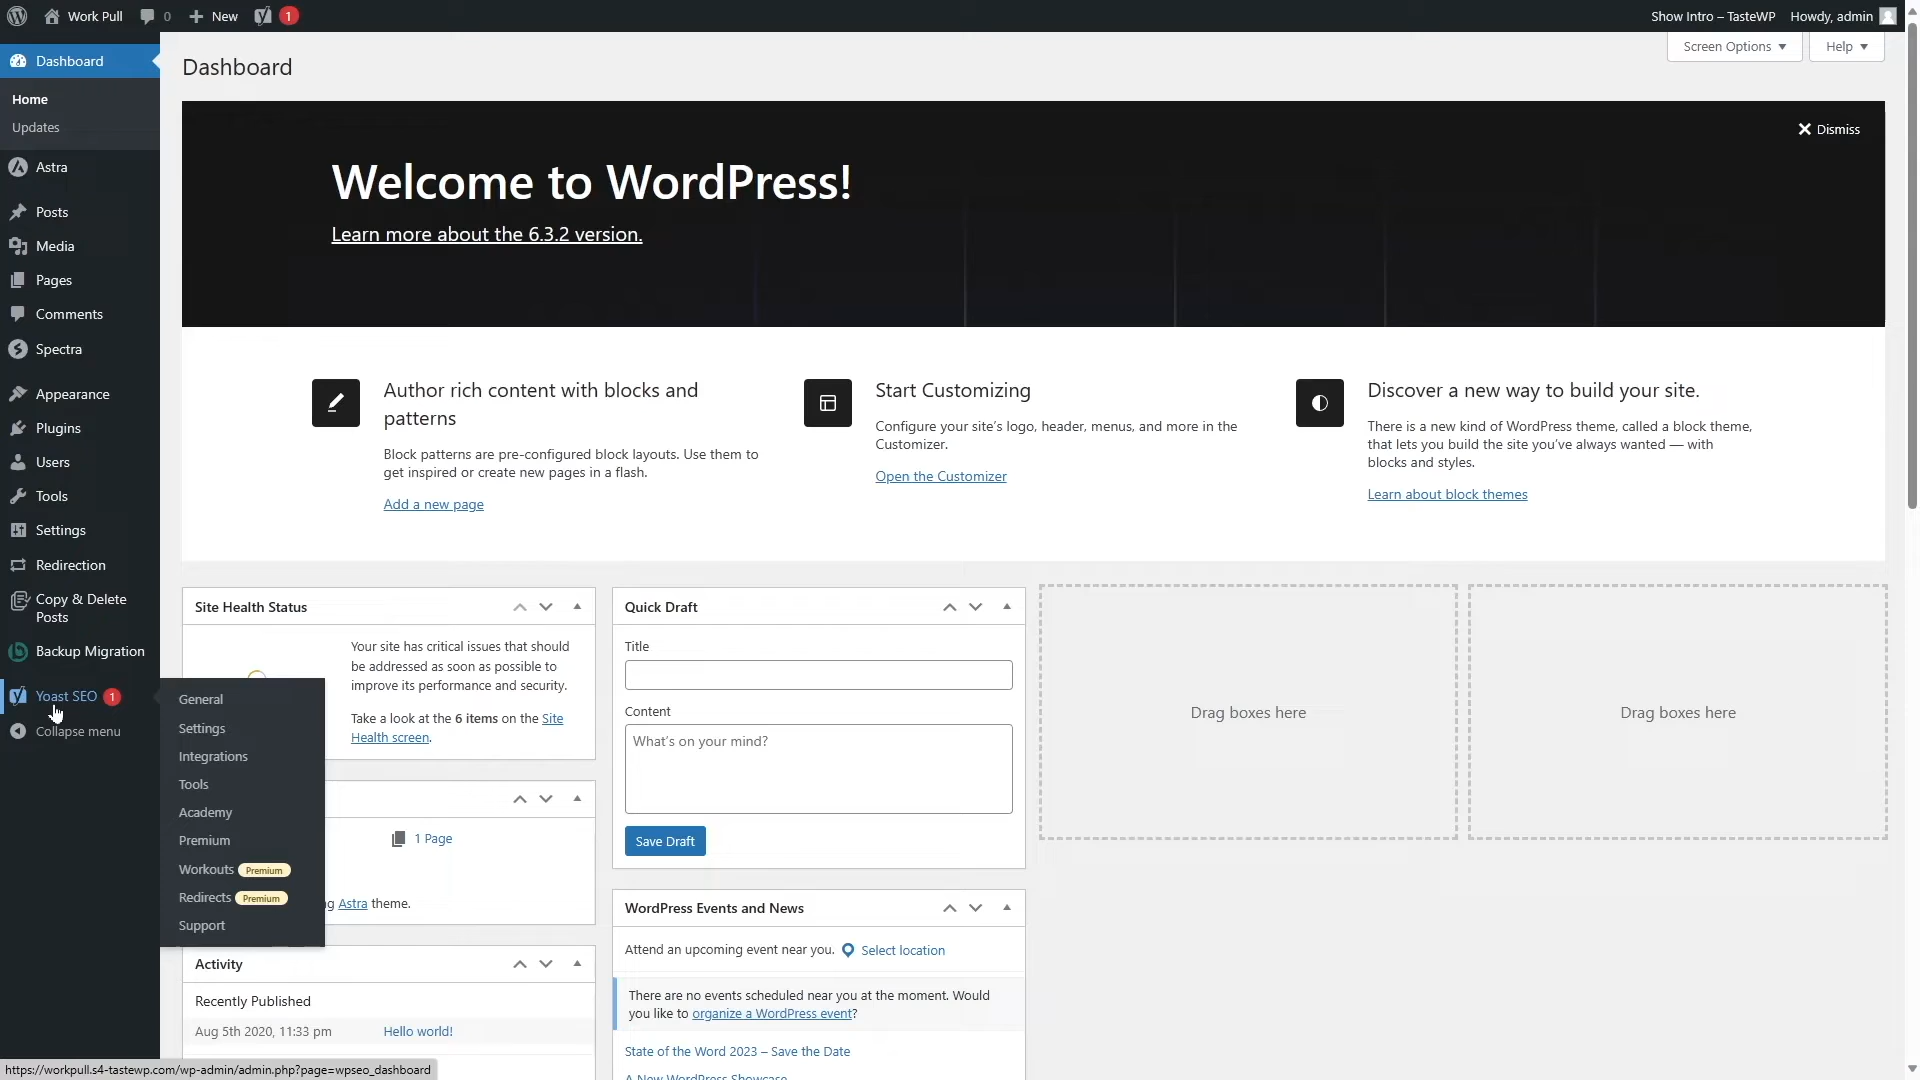 Work Pull
0
New
1
Show Intro – TasteWP
Howdy, admin
Dashboard
Home
Updates
Astra
Posts
Media
Pages
Comments
Spectra
Appearance
Plugins
Users
Tools
Settings
Redirection
Copy & Delete
Posts
Backup Migration
Yoast SEO 1
Collapse menu
General
Settings
Integrations
Tools
Academy
Premium
Workouts Premium
Redirects Premium
Support
Screen Options
Help
Dashboard
Dismiss
Welcome to WordPress!
Learn more about the 6.3.2 version.
Author rich content with blocks and
patterns
Block patterns are pre-configured block layouts. Use them to
get inspired or create new pages in a flash.
Add a new page
Start Customizing
Configure your site's logo, header, menus, and more in the
Customizer.
Open the Customizer
Discover a new way to build your site.
There is a new kind of WordPress theme, called a block theme,
that lets you build the site you've always wanted — with
blocks and styles.
Learn about block themes
Site Health Status
Your site has critical issues that should
be addressed as soon as possible to
improve its performance and security.
Take a look at the 6 items on the Site
Health screen.
1 Page
ng Astra theme.
Activity
Recently Published
Aug 5th 2020, 11:33 pm
Hello world!
Quick Draft
Title
Content
What's on your mind?
Save Draft
WordPress Events and News
Attend an upcoming event near you.
Select location
There are no events scheduled near you at the moment. Would
you like to organize a WordPress event?
State of the Word 2023 – Save the Date
A New WordPress Showcase
Drag boxes here
Drag boxes here
https://workpull.s4-tastewp.com/wp-admin/admin.php?page=wpseo_dashboard